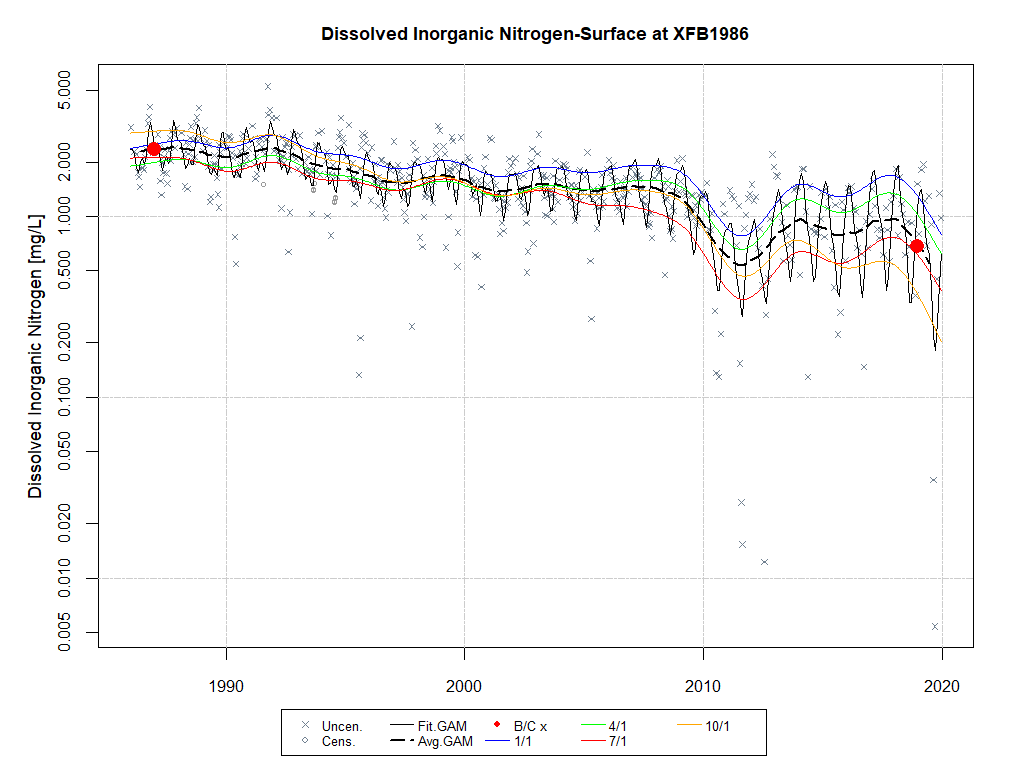 Dissolved Inorganic Nitrogen-Surface at XFB1986
Dissolved Inorganic Nitrogen [mg/L]
5.000
2.000
1.000
0.500
0.200
0.100
0.050
0.020
0.010
0.005
1990 2000 2010 2020
Uncen. Fit.GAM B/C x 4/1 10/1
Cens. Avg.GAM 1/1 7/1